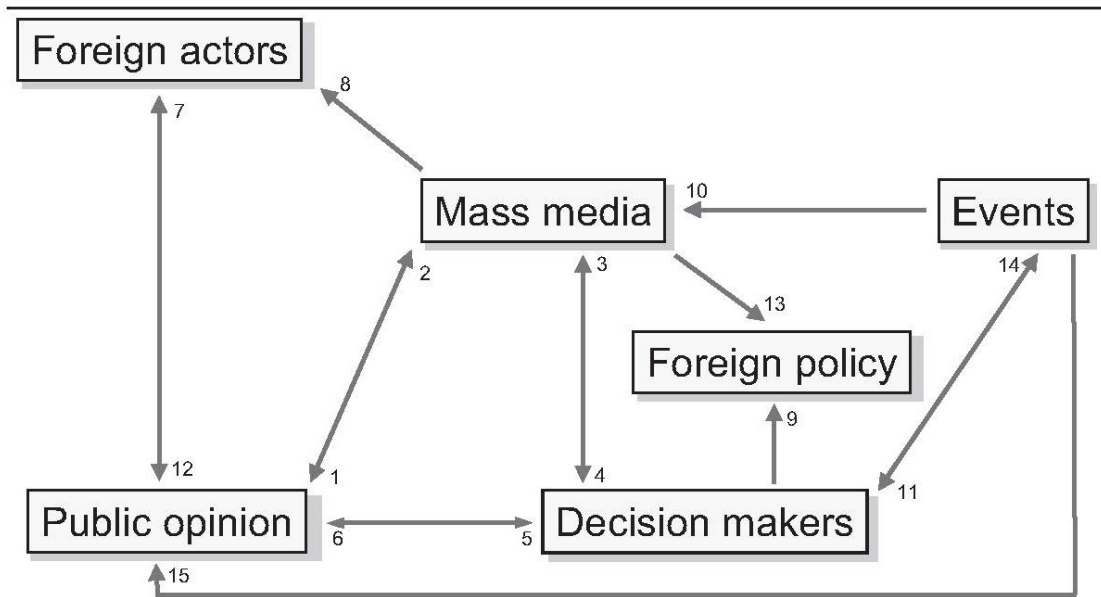 Foreign actors
8
7
Mass media
10
Events
2
3
14
13
Foreign policy
9
12
1
4
11
Public opinion
6
5
Decision makers
15